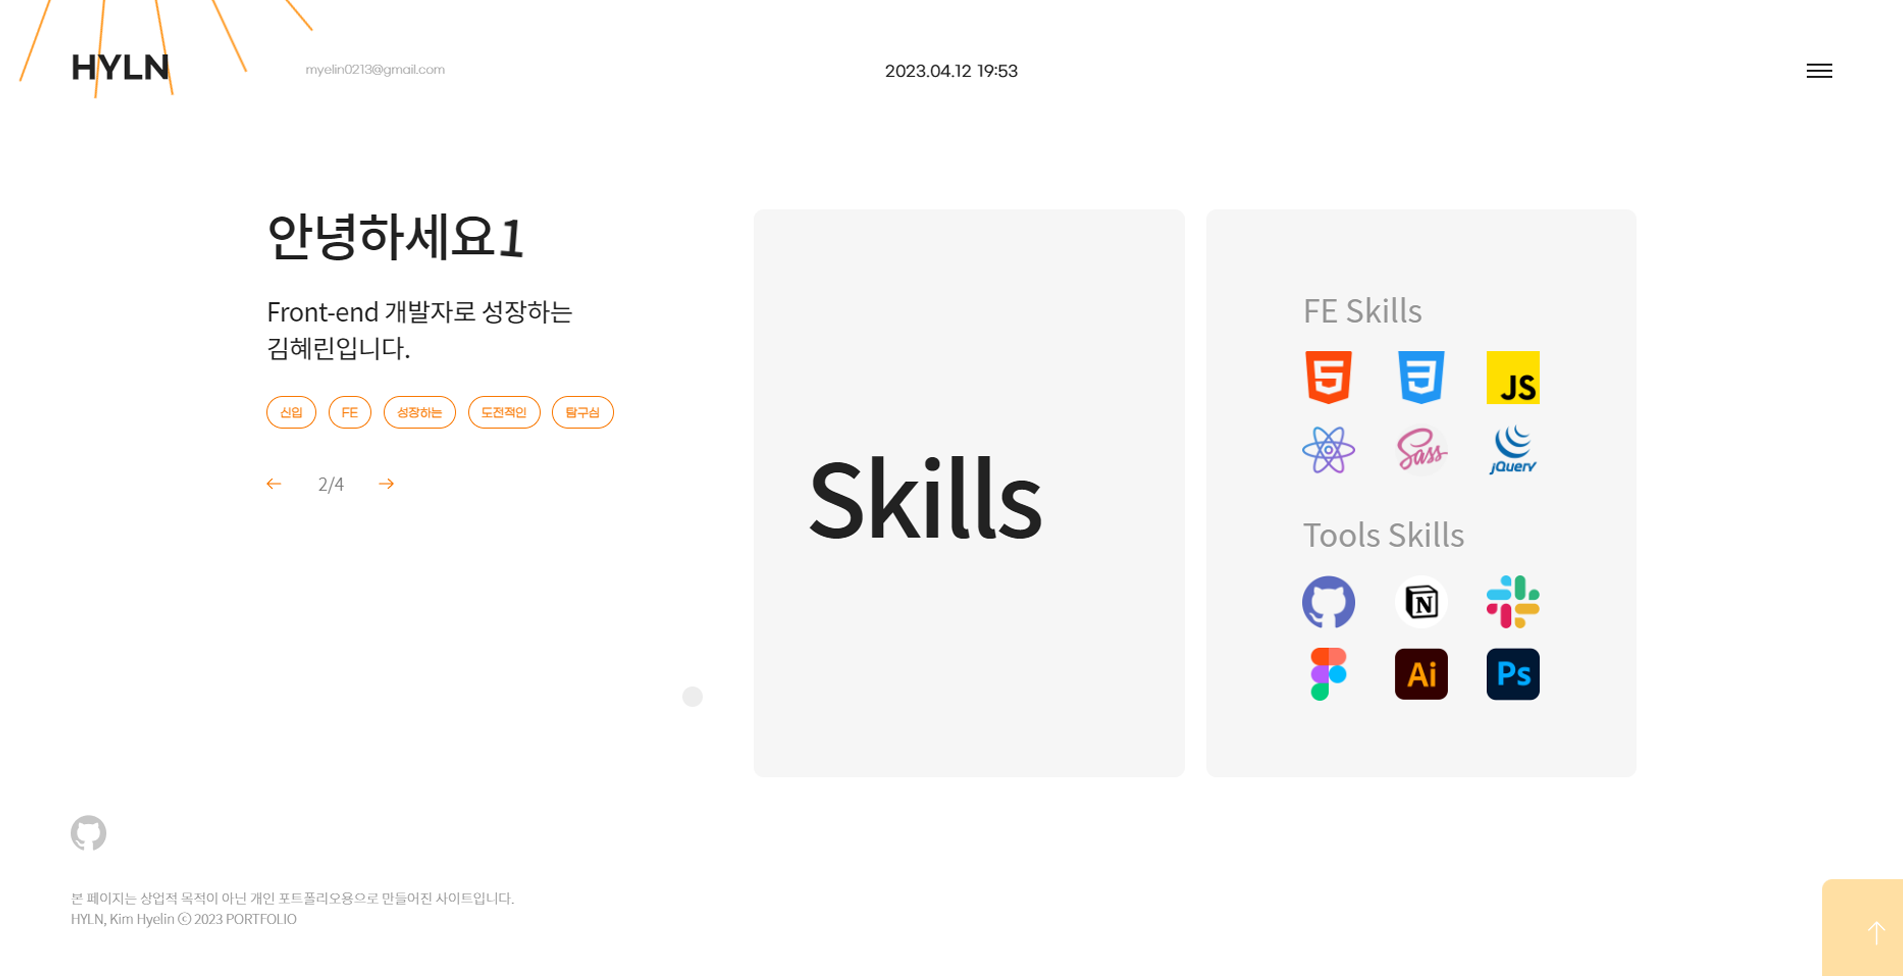 HYLN
myelin0213@gmail.com
2023.04.12 19:53
안녕하세요1
Front-end 개발자로 성장하는
김혜린입니다.
신입 FE 성장하는 도전적인 탐구심
2/4
Skills
FE Skills
5 3 JS
Sass jQuery
Tools Skills
N
Ai Ps
본 페이지는 상업적 목적이 아닌 개인 포트폴리오용으로 만들어진 사이트입니다.
HYLN, Kim Hyelin ⓒ 2023 PORTFOLIO